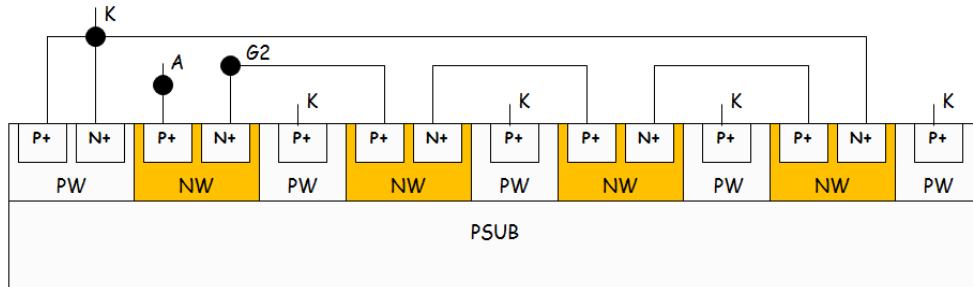 K
A
G2
K
K
K
K
P+ N+ P+ N+ P+ P+ N+ P+ P+ N+ P+ P+ N+ P+
PW NW PW NW PW NW PW NW PW
PSUB